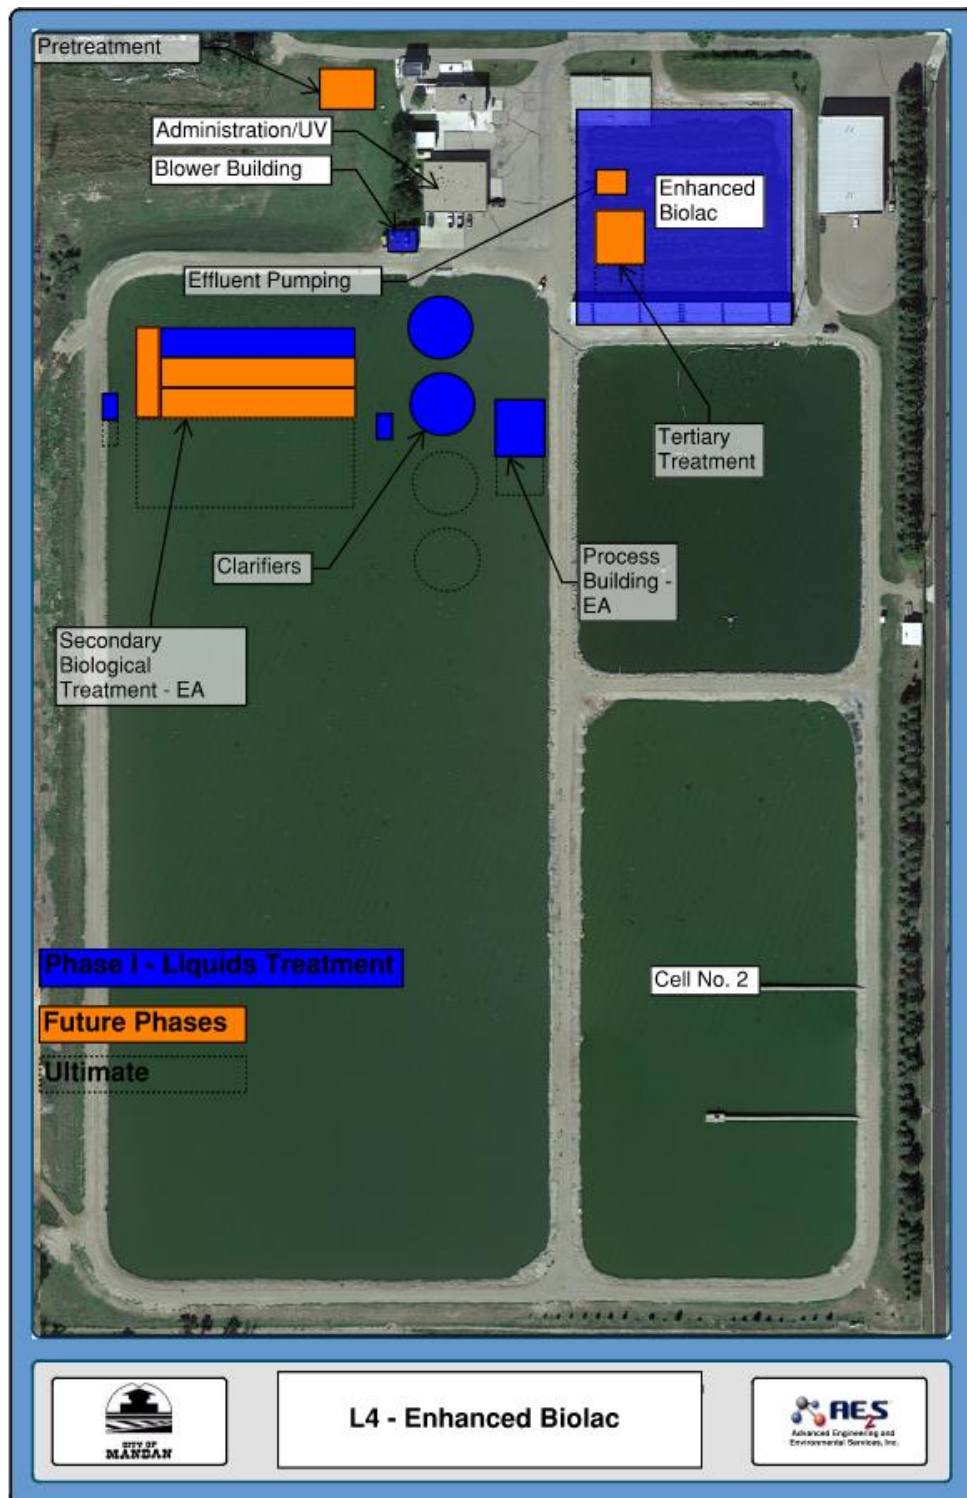 Pretreatment
Administration/UV
Blower Building
Enhanced
Biolac
Effluent Pumping
Tertiary
Treatment
Clarifiers
Process
Building -
EA
Secondary
Biological
Treatment - EA
Phase I - Liquids Treatment
Cell No. 2
Future Phases
Ultimate
CITY OF
MANDAN
L4 - Enhanced Biolac
AE2S
Advanced Engineering and
Environmental Services, Inc.